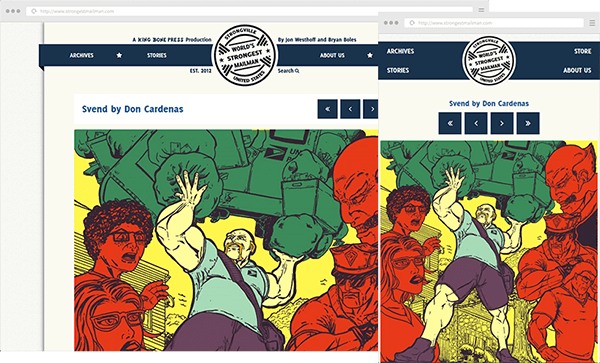 http://www.strongestmailman.com
A KING BONE PRESS Production
By Jon Westhoff and Bryan Boles
ARCHIVES
STORIES
STRONGVILLE
WORLD'S
STRONGEST
MAILMAN
UNITED STATES
ABOUT US
EST. 2012
Search
Svend by Don Cardenas
http://www.strongestmailman.com
ARCHIVES
STORE
STORIES
ABOUT US
STRONGVILLE
WORLD'S
STRONGEST
MAILMAN
UNITED STATES
Svend by Don Cardenas